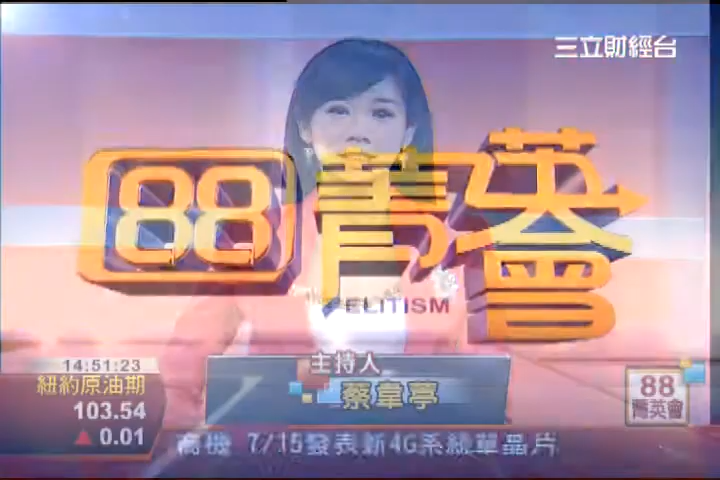 三立財經台
88 菁英會
ELITISM
主持人
蔡韋葶
14:51:23
紐約原油期
103.54
▲ 0.01
88
菁英會
高機 7/15發表新4G系統單晶片